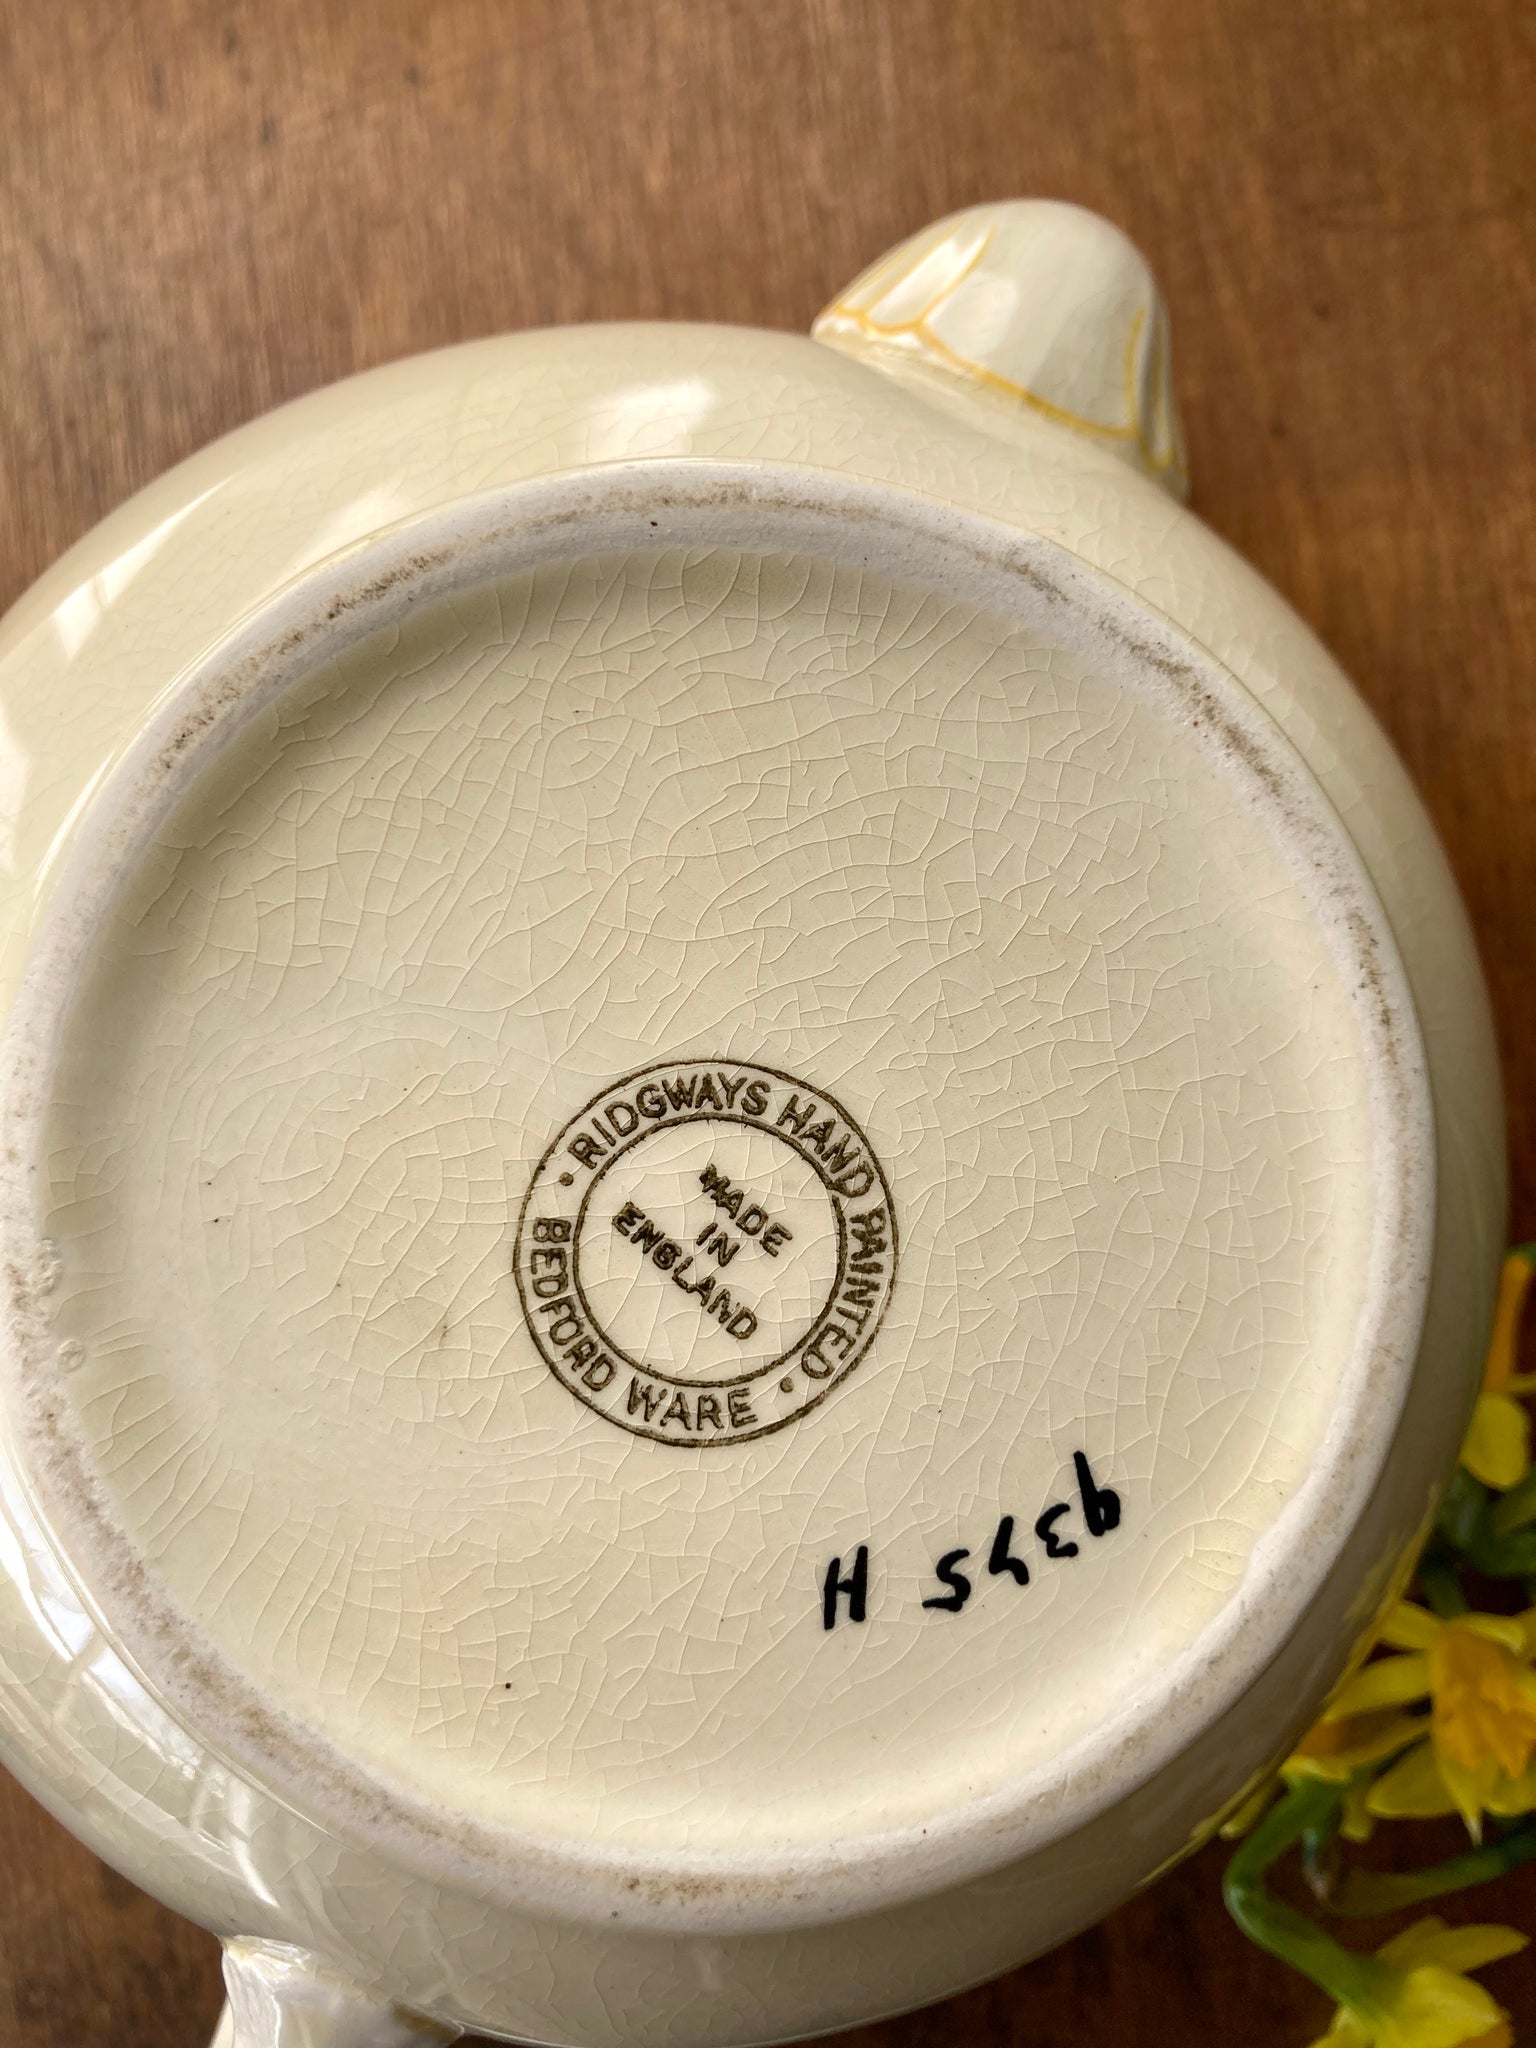 RIDGWAYS HAND PAINTED
BEDFORD WARE
MADE
IN
ENGLAND
9375 H